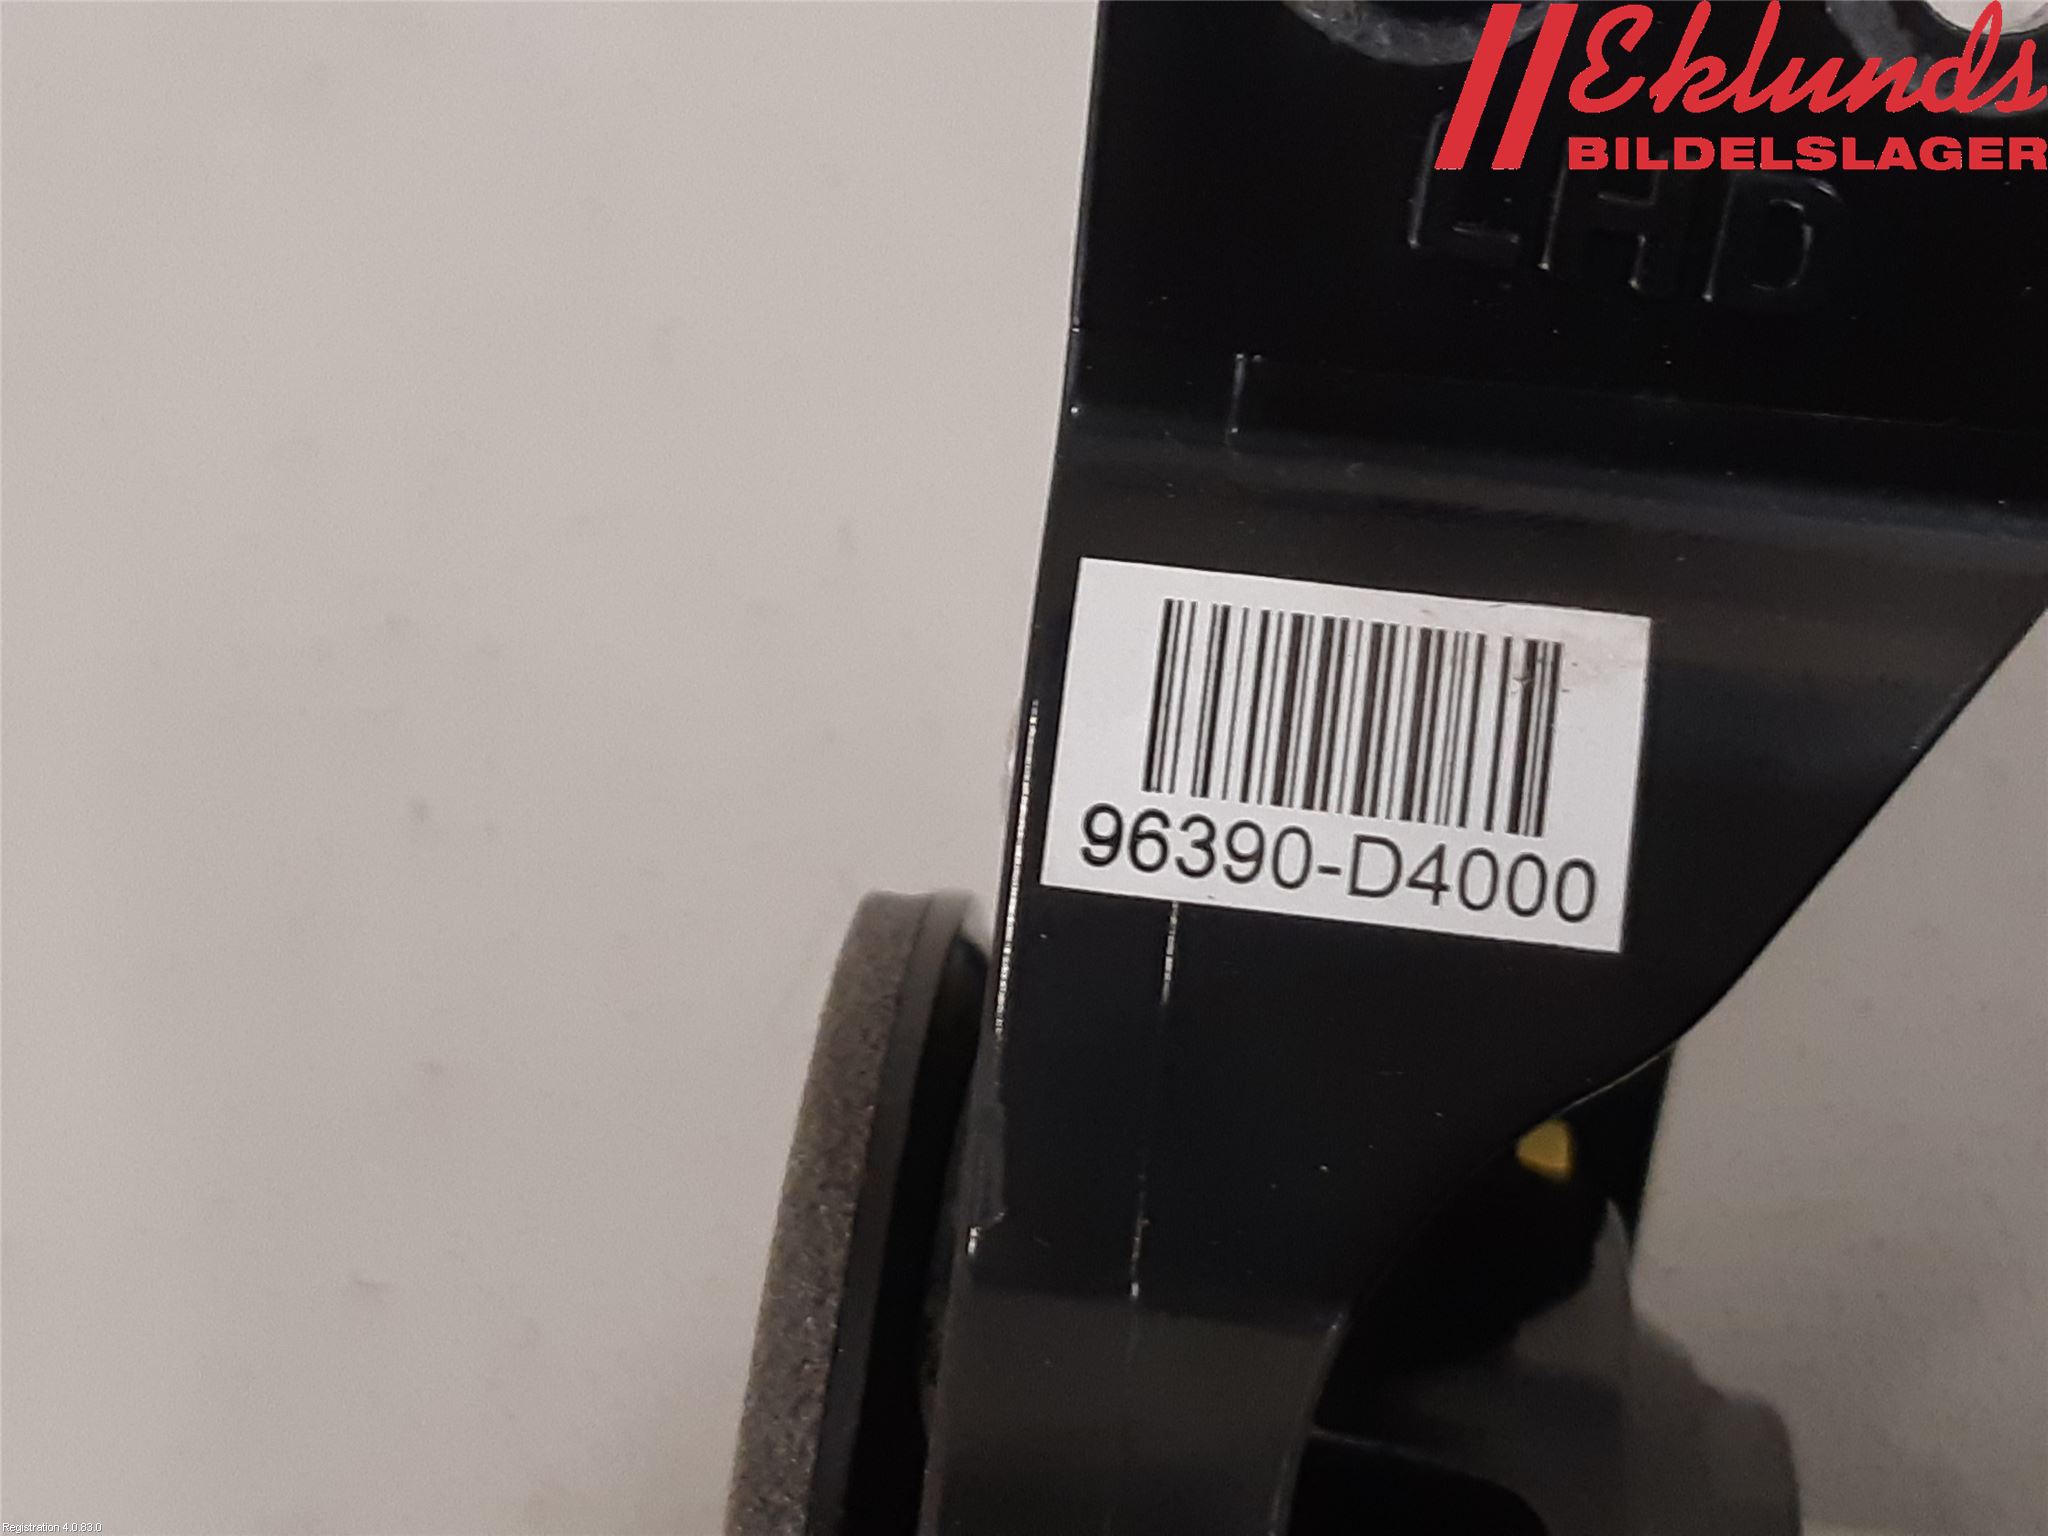 Eklunds
BILDELSLAGER
LHD
96390-D4000
Registration 4.0.83.0